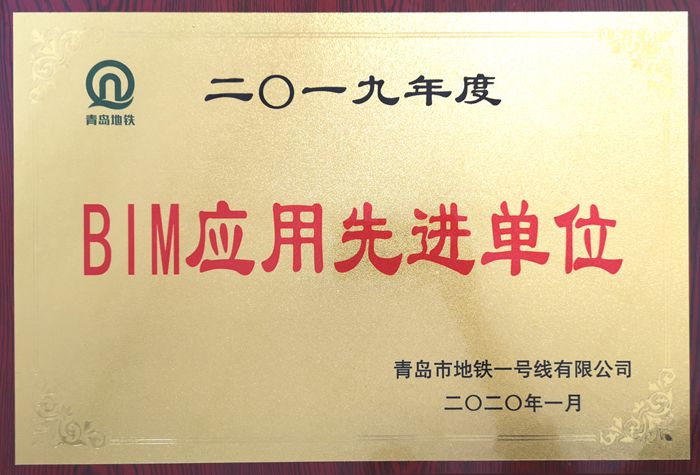 青岛地铁
二〇一九年度
BIM应用先进单位
青岛市地铁一号线有限公司
二〇二〇年一月